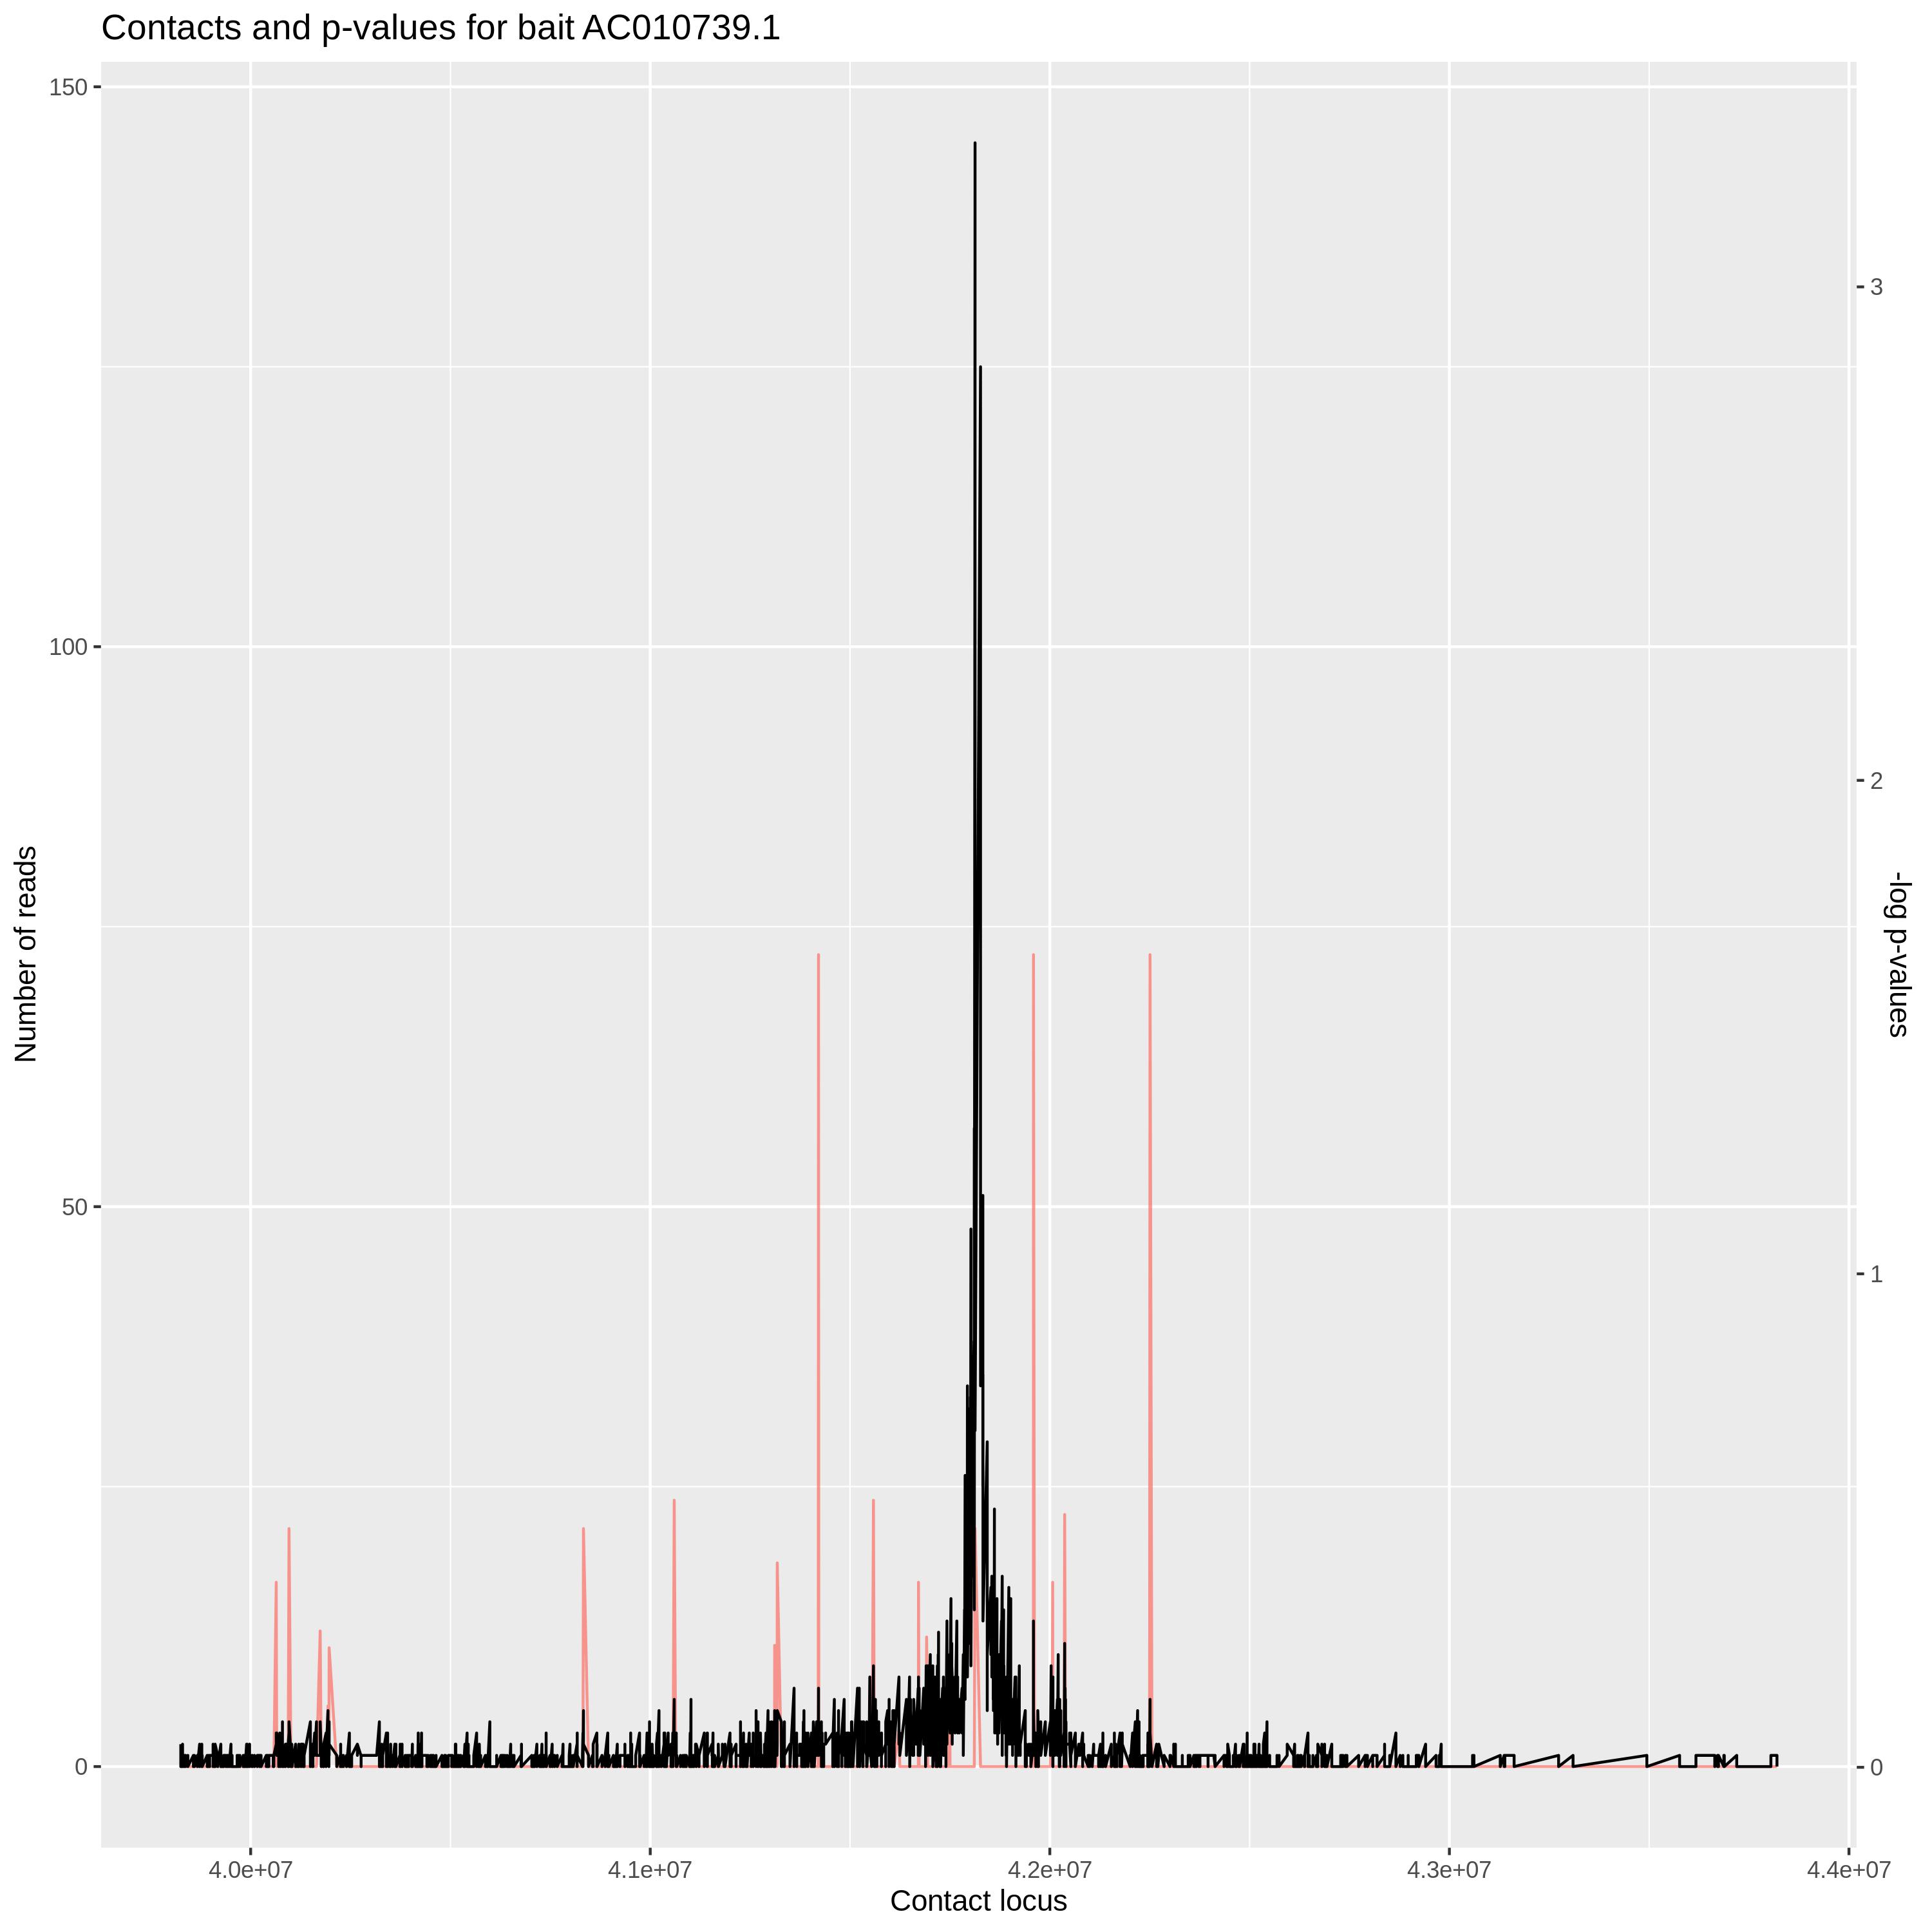 Contacts and p-values for bait AC010739.1
150
100
50
0
Number of reads
3
2
1
0
-log p-values
4.0e+07 4.1e+07 4.2e+07 4.3e+07 4.4e+07
Contact locus